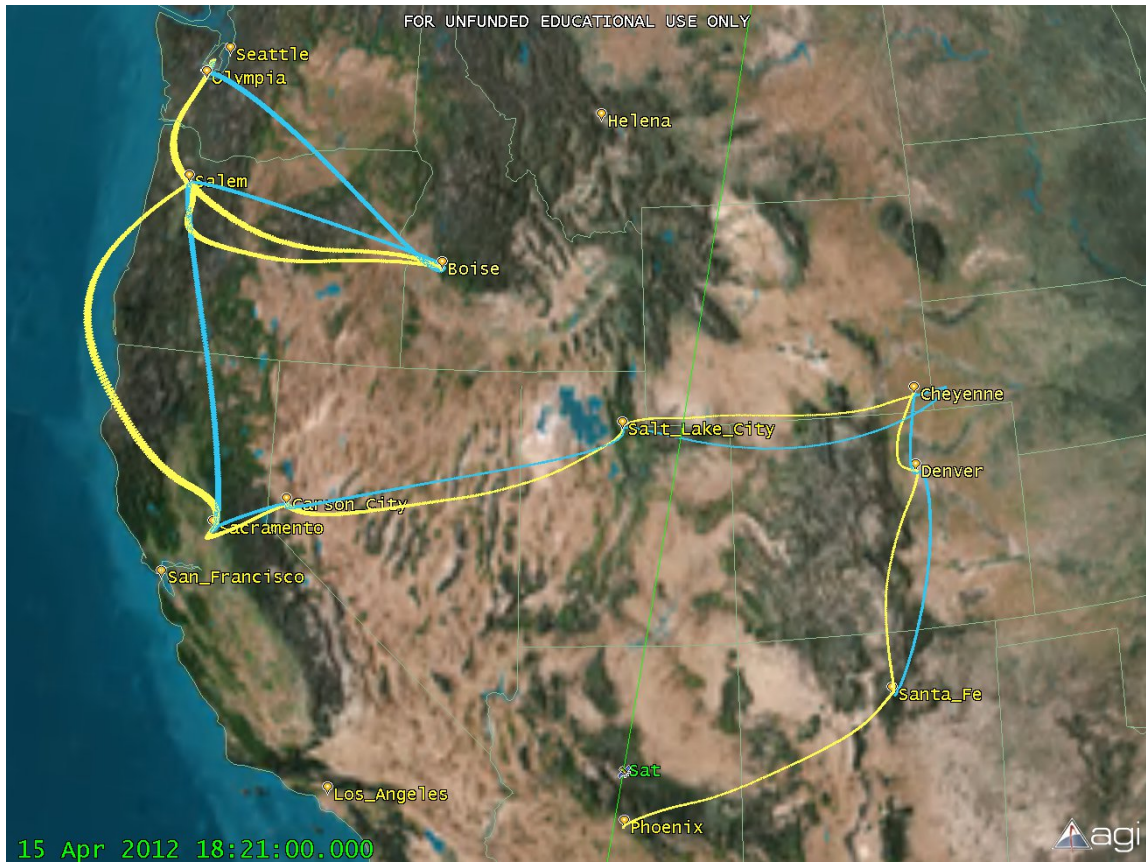 FOR UNFUNDED EDUCATIONAL USE ONLY
Seattle
Olympia
Helena
Salem
Boise
Cheyenne
Salt_Lake_City
Denver
Carson_City
Sacramento
San_Francisco
Santa_Fe
Sat
Los_Angeles
Phoenix
15 Apr 2012 18:21:00.000
agi